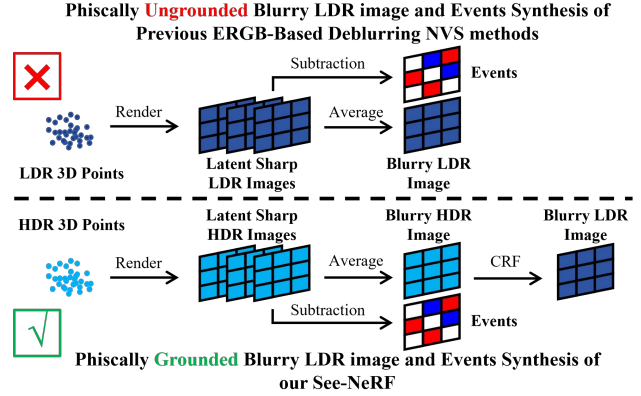 Phiscally Ungrounded Blurry LDR image and Events Synthesis of
Previous ERGB-Based Deblurring NVS methods
Subtraction
Events
Render
Average
LDR 3D Points
Latent Sharp
LDR Images
Blurry LDR
Image
HDR 3D Points
Latent Sharp
HDR Images
Blurry HDR
Image
Blurry LDR
Image
Render
Average
CRF
Subtraction
Events
√
Phiscally Grounded Blurry LDR image and Events Synthesis of
our See-NeRF